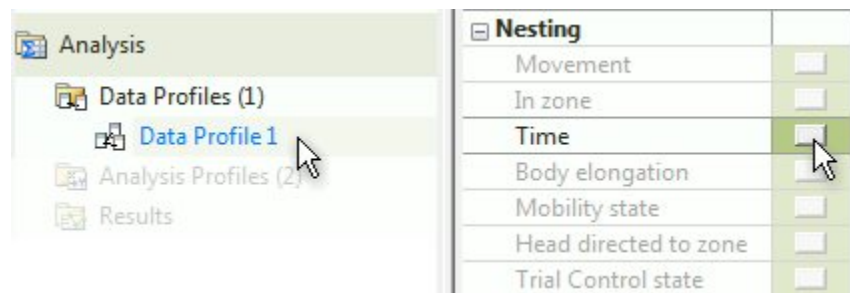 Analysis
Data Profiles (1)
Data Profile 1
Analysis Profiles (2)
Results
Nesting
Movement
In zone
Time
Body elongation
Mobility state
Head directed to zone
Trial Control state